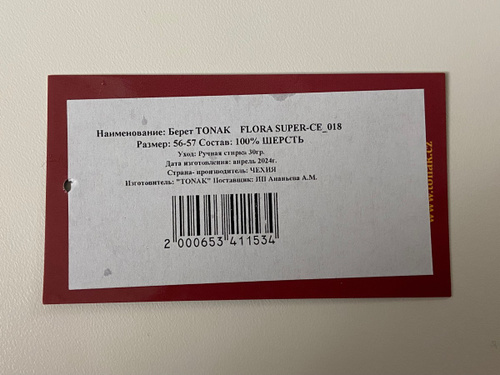 Наименование: Берет TONAK FLORA SUPER-CE_018
Размер: 56-57 Состав: 100% ШЕРСТЬ
Уход: Ручная стирка 30гр.
Дата изготовления: апрель 2024г.
Страна- производитель: ЧЕХИЯ
Изготовитель: "TONAK" Поставщик: ИП Ананьева А.М.
2 000653 411534
www.tonak.cz